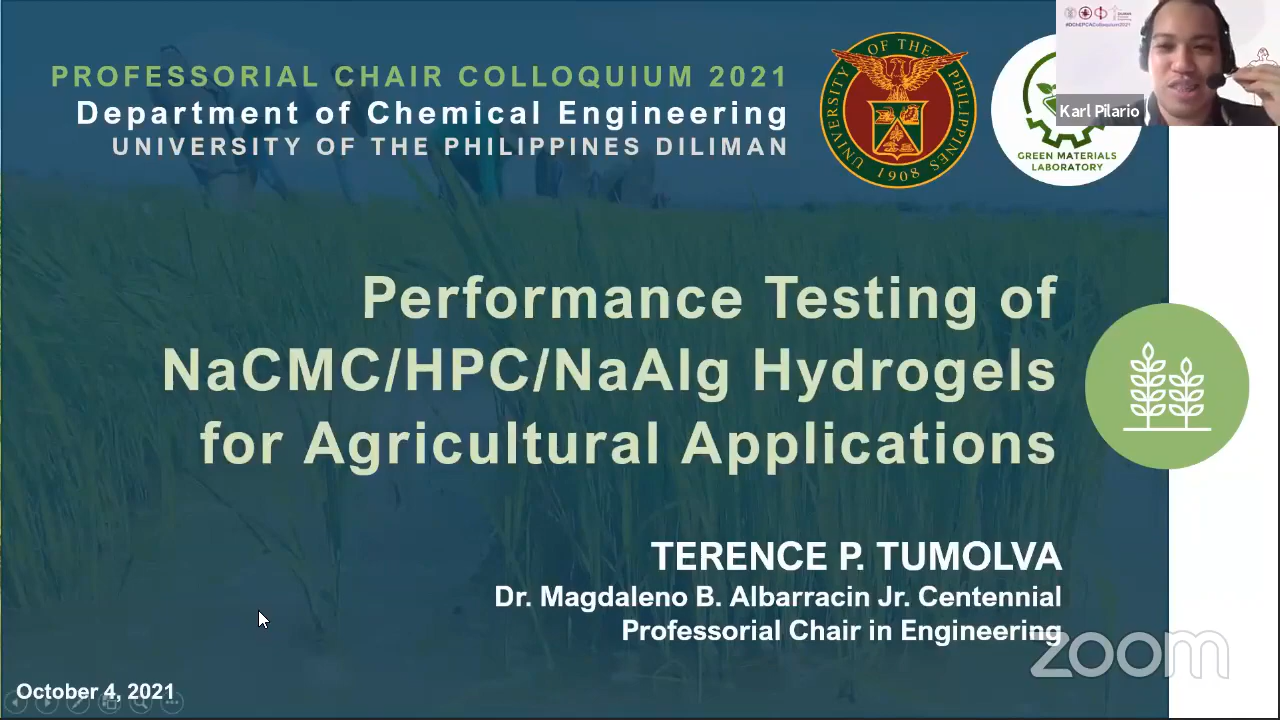 PROFESSORIAL CHAIR COLLOQUIUM 2021
Department of Chemical Engineering
UNIVERSITY OF THE PHILIPPINES DILIMAN
UNIVERSITY OF THE PHILIPPINES
1908
GREEN MATERIALS
LABORATORY
#DChEPCAColloquium2021
Karl Pilario
Performance Testing of
NaCMC/HPC/NaAlg Hydrogels
for Agricultural Applications
TERENCE P. TUMOLVA
Dr. Magdaleno B. Albarracin Jr. Centennial
Professorial Chair in Engineering
zoom
October 4, 2021